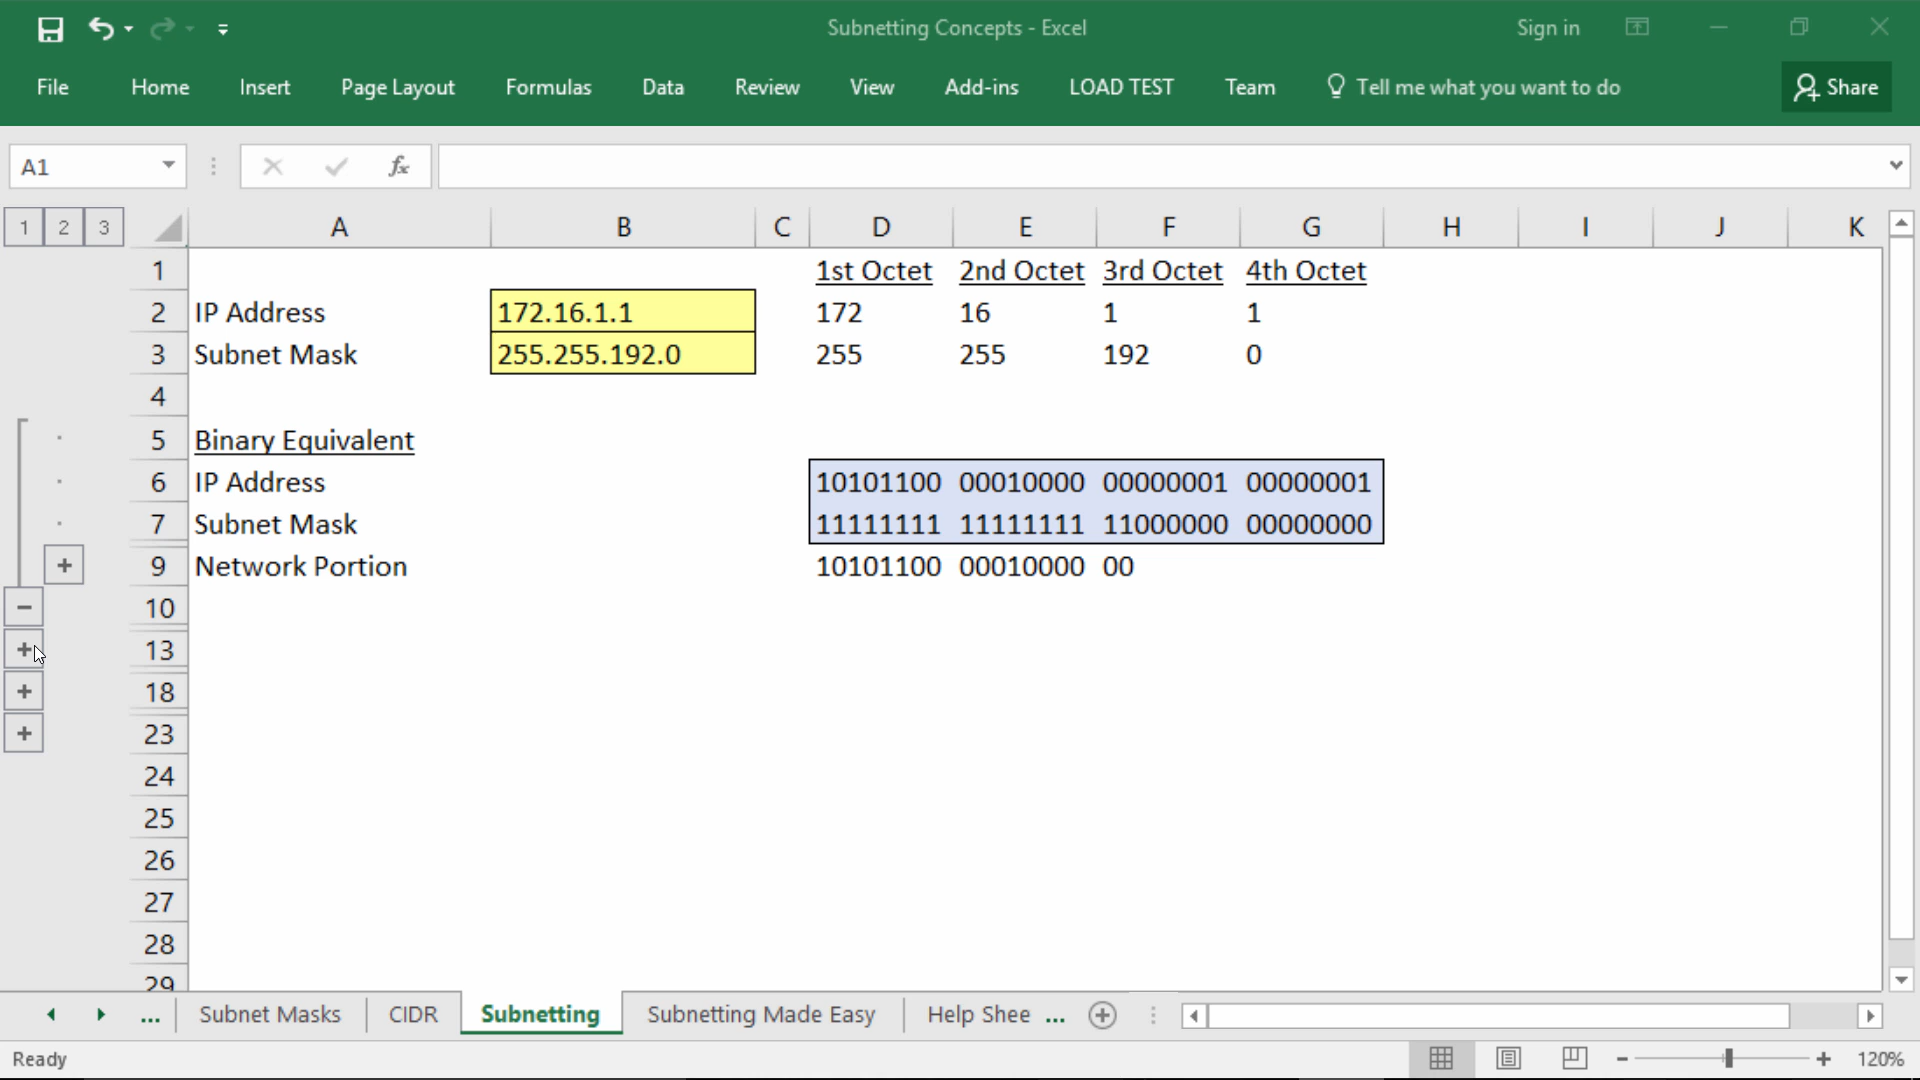 Subnetting Concepts - Excel
Sign in
File Home Insert Page Layout Formulas Data Review View Add-ins LOAD TEST Team Tell me what you want to do Share
A1 fx
1 2 3 A B C D E F G H I J K
1 1st Octet 2nd Octet 3rd Octet 4th Octet
2 IP Address 172.16.1.1 172 16 1 1
3 Subnet Mask 255.255.192.0 255 255 192 0
4
5 Binary Equivalent
6 IP Address 10101100 00010000 00000001 00000001
7 Subnet Mask 11111111 11111111 11000000 00000000
9 Network Portion 10101100 00010000 00
10
13
18
23
24
25
26
27
28
29
... Subnet Masks CIDR Subnetting Subnetting Made Easy Help Shee ...
Ready 120%